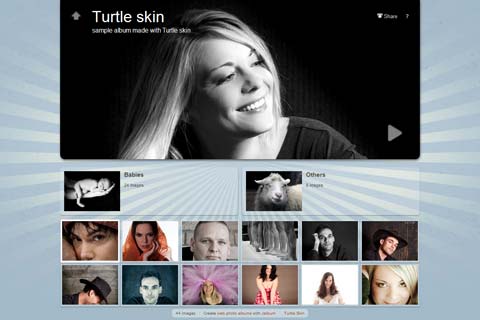 Turtle skin
sample album made with Turtle skin
Share ?
Babies
24 images
Others
6 images
44 images | Create web photo albums with Jalbum | Turtle Skin